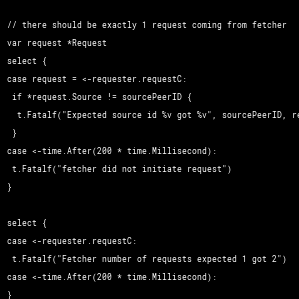 // there should be exactly 1 request coming from fetcher
var request *Request
select {
case request = <-requester.requestC:
if *request.Source != sourcePeerID {
t.Fatalf("Expected source id %v got %v", sourcePeerID,
}
case <-time.After(200 * time.Millisecond):
t.Fatalf("fetcher did not initiate request")
}
select {
case <-requester.requestC:
t.Fatalf("Fetcher number of requests expected 1 got 2")
case <-time.After(200 * time.Millisecond):
}